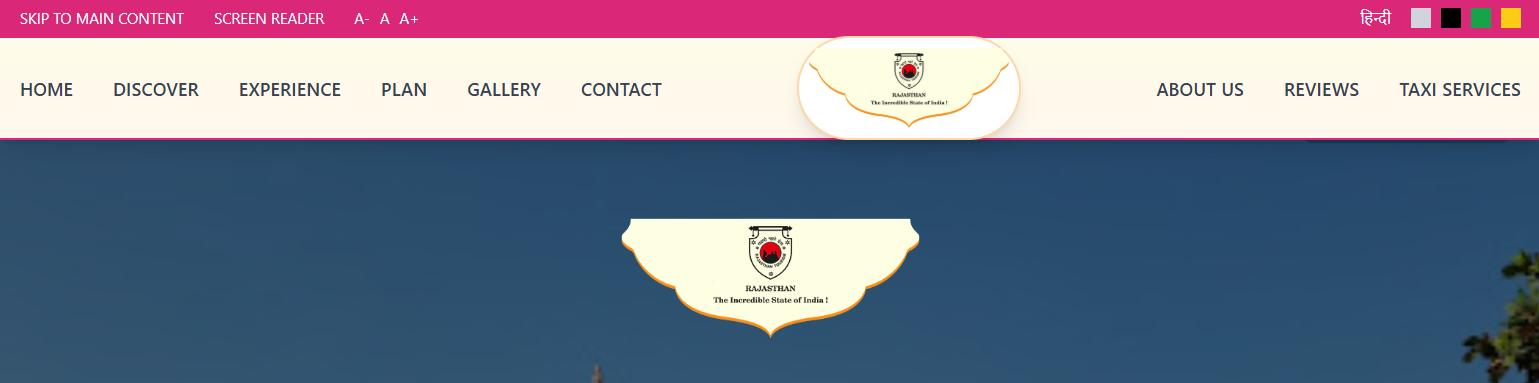 SKIP TO MAIN CONTENT SCREEN READER A- A A+ हिन्दी
HOME DISCOVER EXPERIENCE PLAN GALLERY CONTACT ABOUT US REVIEWS TAXI SERVICES
RAJASTHAN
The Incredible State of India !
RAJASTHAN
The Incredible State of India !